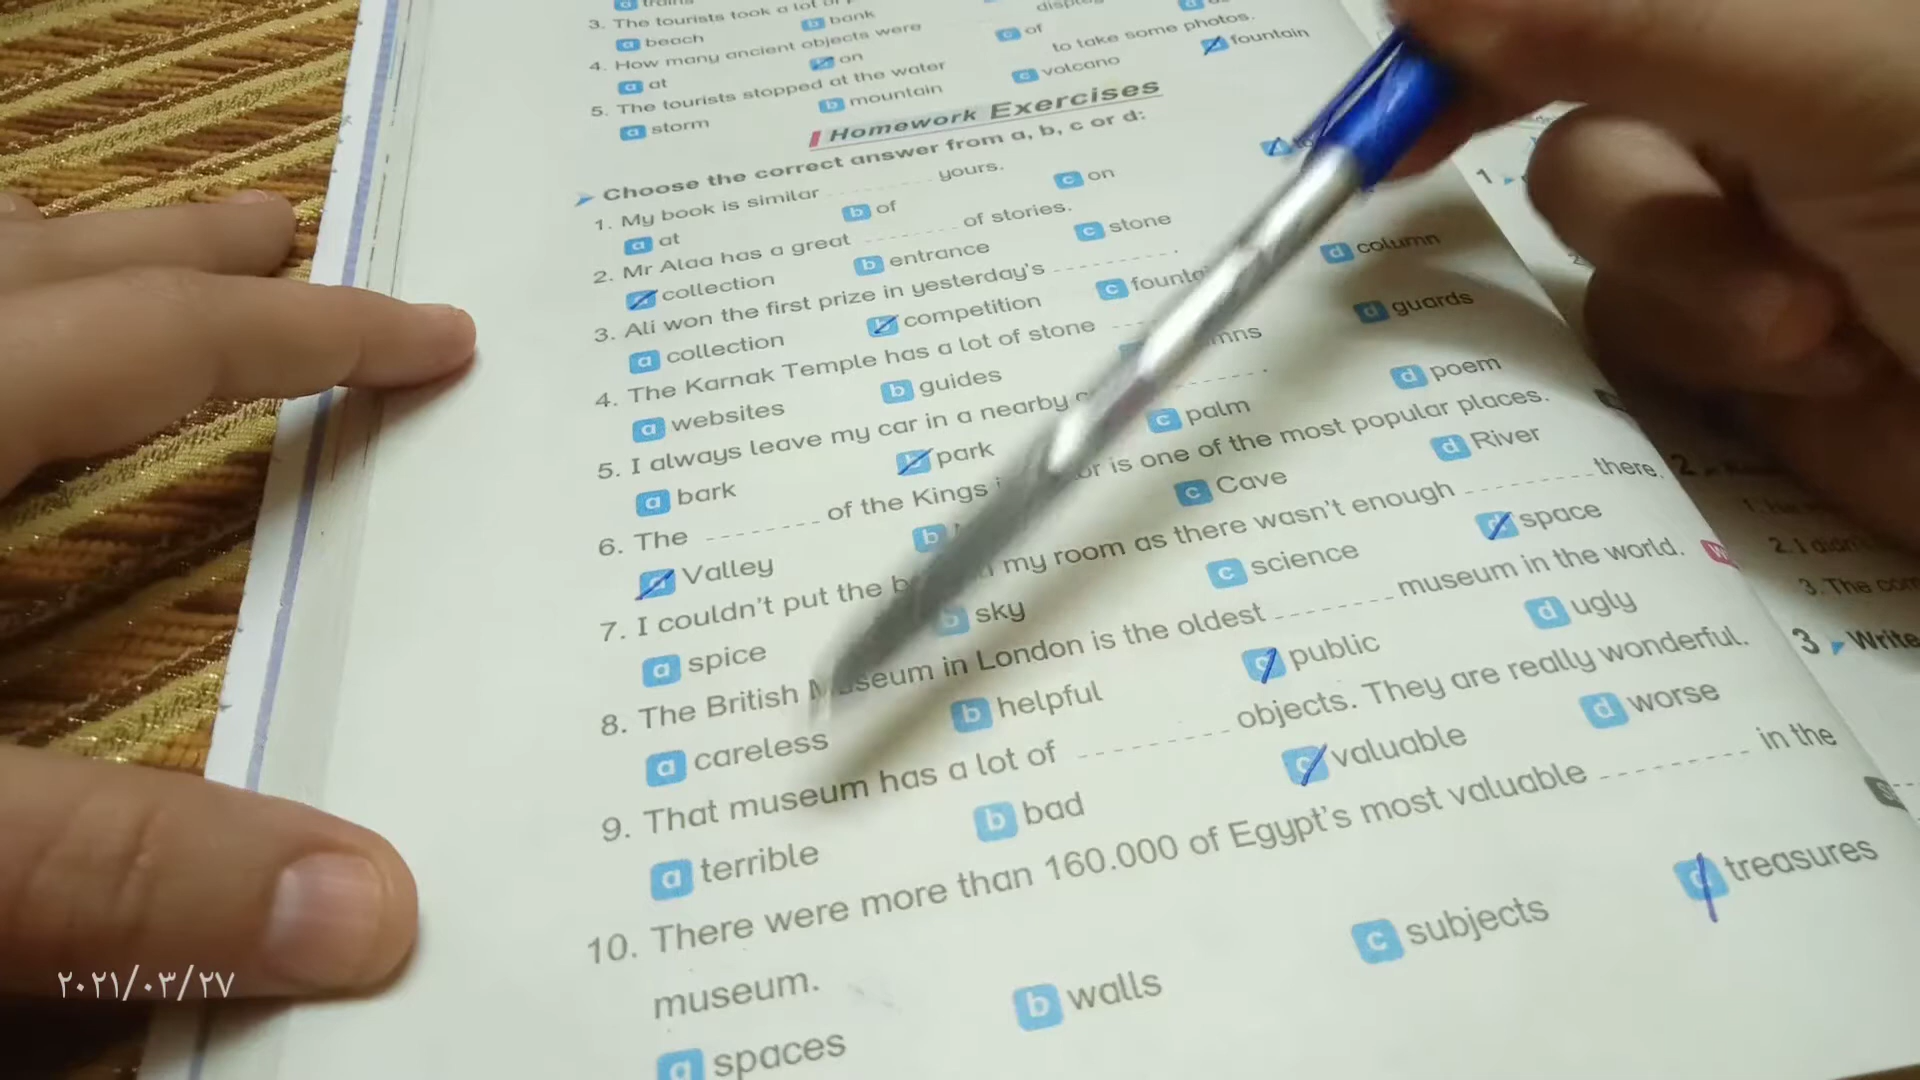 3. The tourists took a lot of
a beach b bank
4. How many ancient objects were
a at b on c of
5. The tourists stopped at the water to take some photos.
a storm b mountain c volcano fountain
Homework Exercises
Choose the correct answer from a, b, c or d:
1. My book is similar yours.
a at b of c on
2. Mr Alaa has a great of stories.
a collection b entrance c stone d column
3. Ali won the first prize in yesterday's
a collection b competition c d guards
4. The Karnak Temple has a lot of stone
a websites b guides d poem
5. I always leave my car in a nearby
a bark b park c palm d River
6. The of the Kings is one of the most popular places.
a Valley b c Cave d space
7. I couldn't put the my room as there wasn't enough there.
a spice b sky c science d ugly
8. The British Museum in London is the oldest museum in the world.
a careless b helpful c public d worse
9. That museum has a lot of objects. They are really wonderful.
a terrible b bad c valuable
10. There were more than 160.000 of Egypt's most valuable in the
museum.
a spaces b walls c subjects d treasures
1
2
3 Write
2. I
3. The
٢٠٢١/٠٣/٢٧